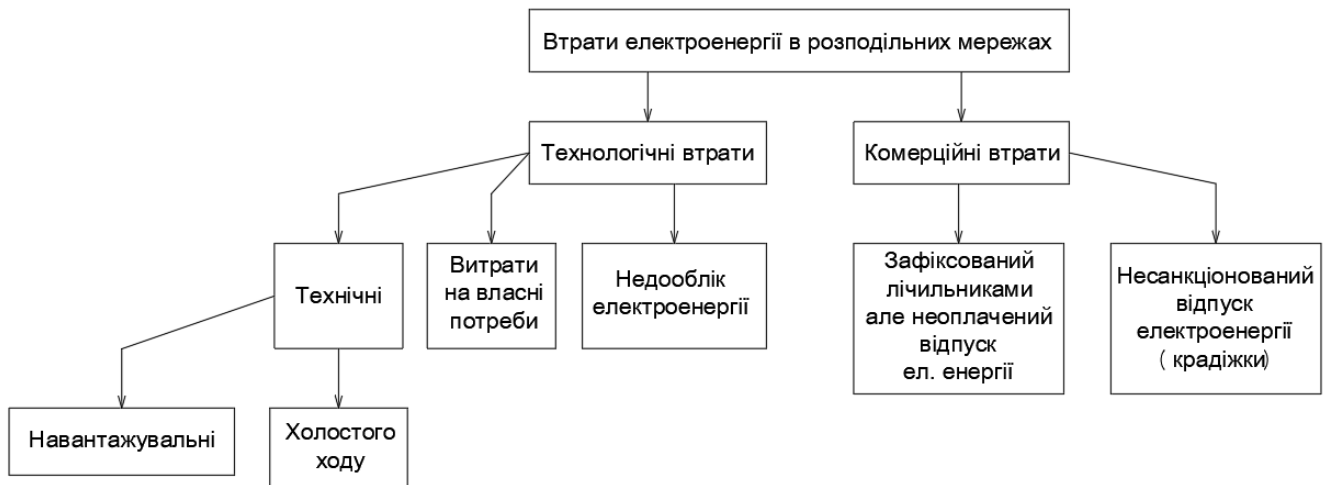 Втрати електроенергії в розподільних мережах
Технологічні втрати
Комерційні втрати
Технічні
Витрати
на власні
потреби
Недооблік
електроенергії
Зафіксований
лічильниками
але неоплачений
відпуск
ел. енергії
Несанкціонований
відпуск
електроенергії
( крадіжки)
Навантажувальні
Холостого
ходу